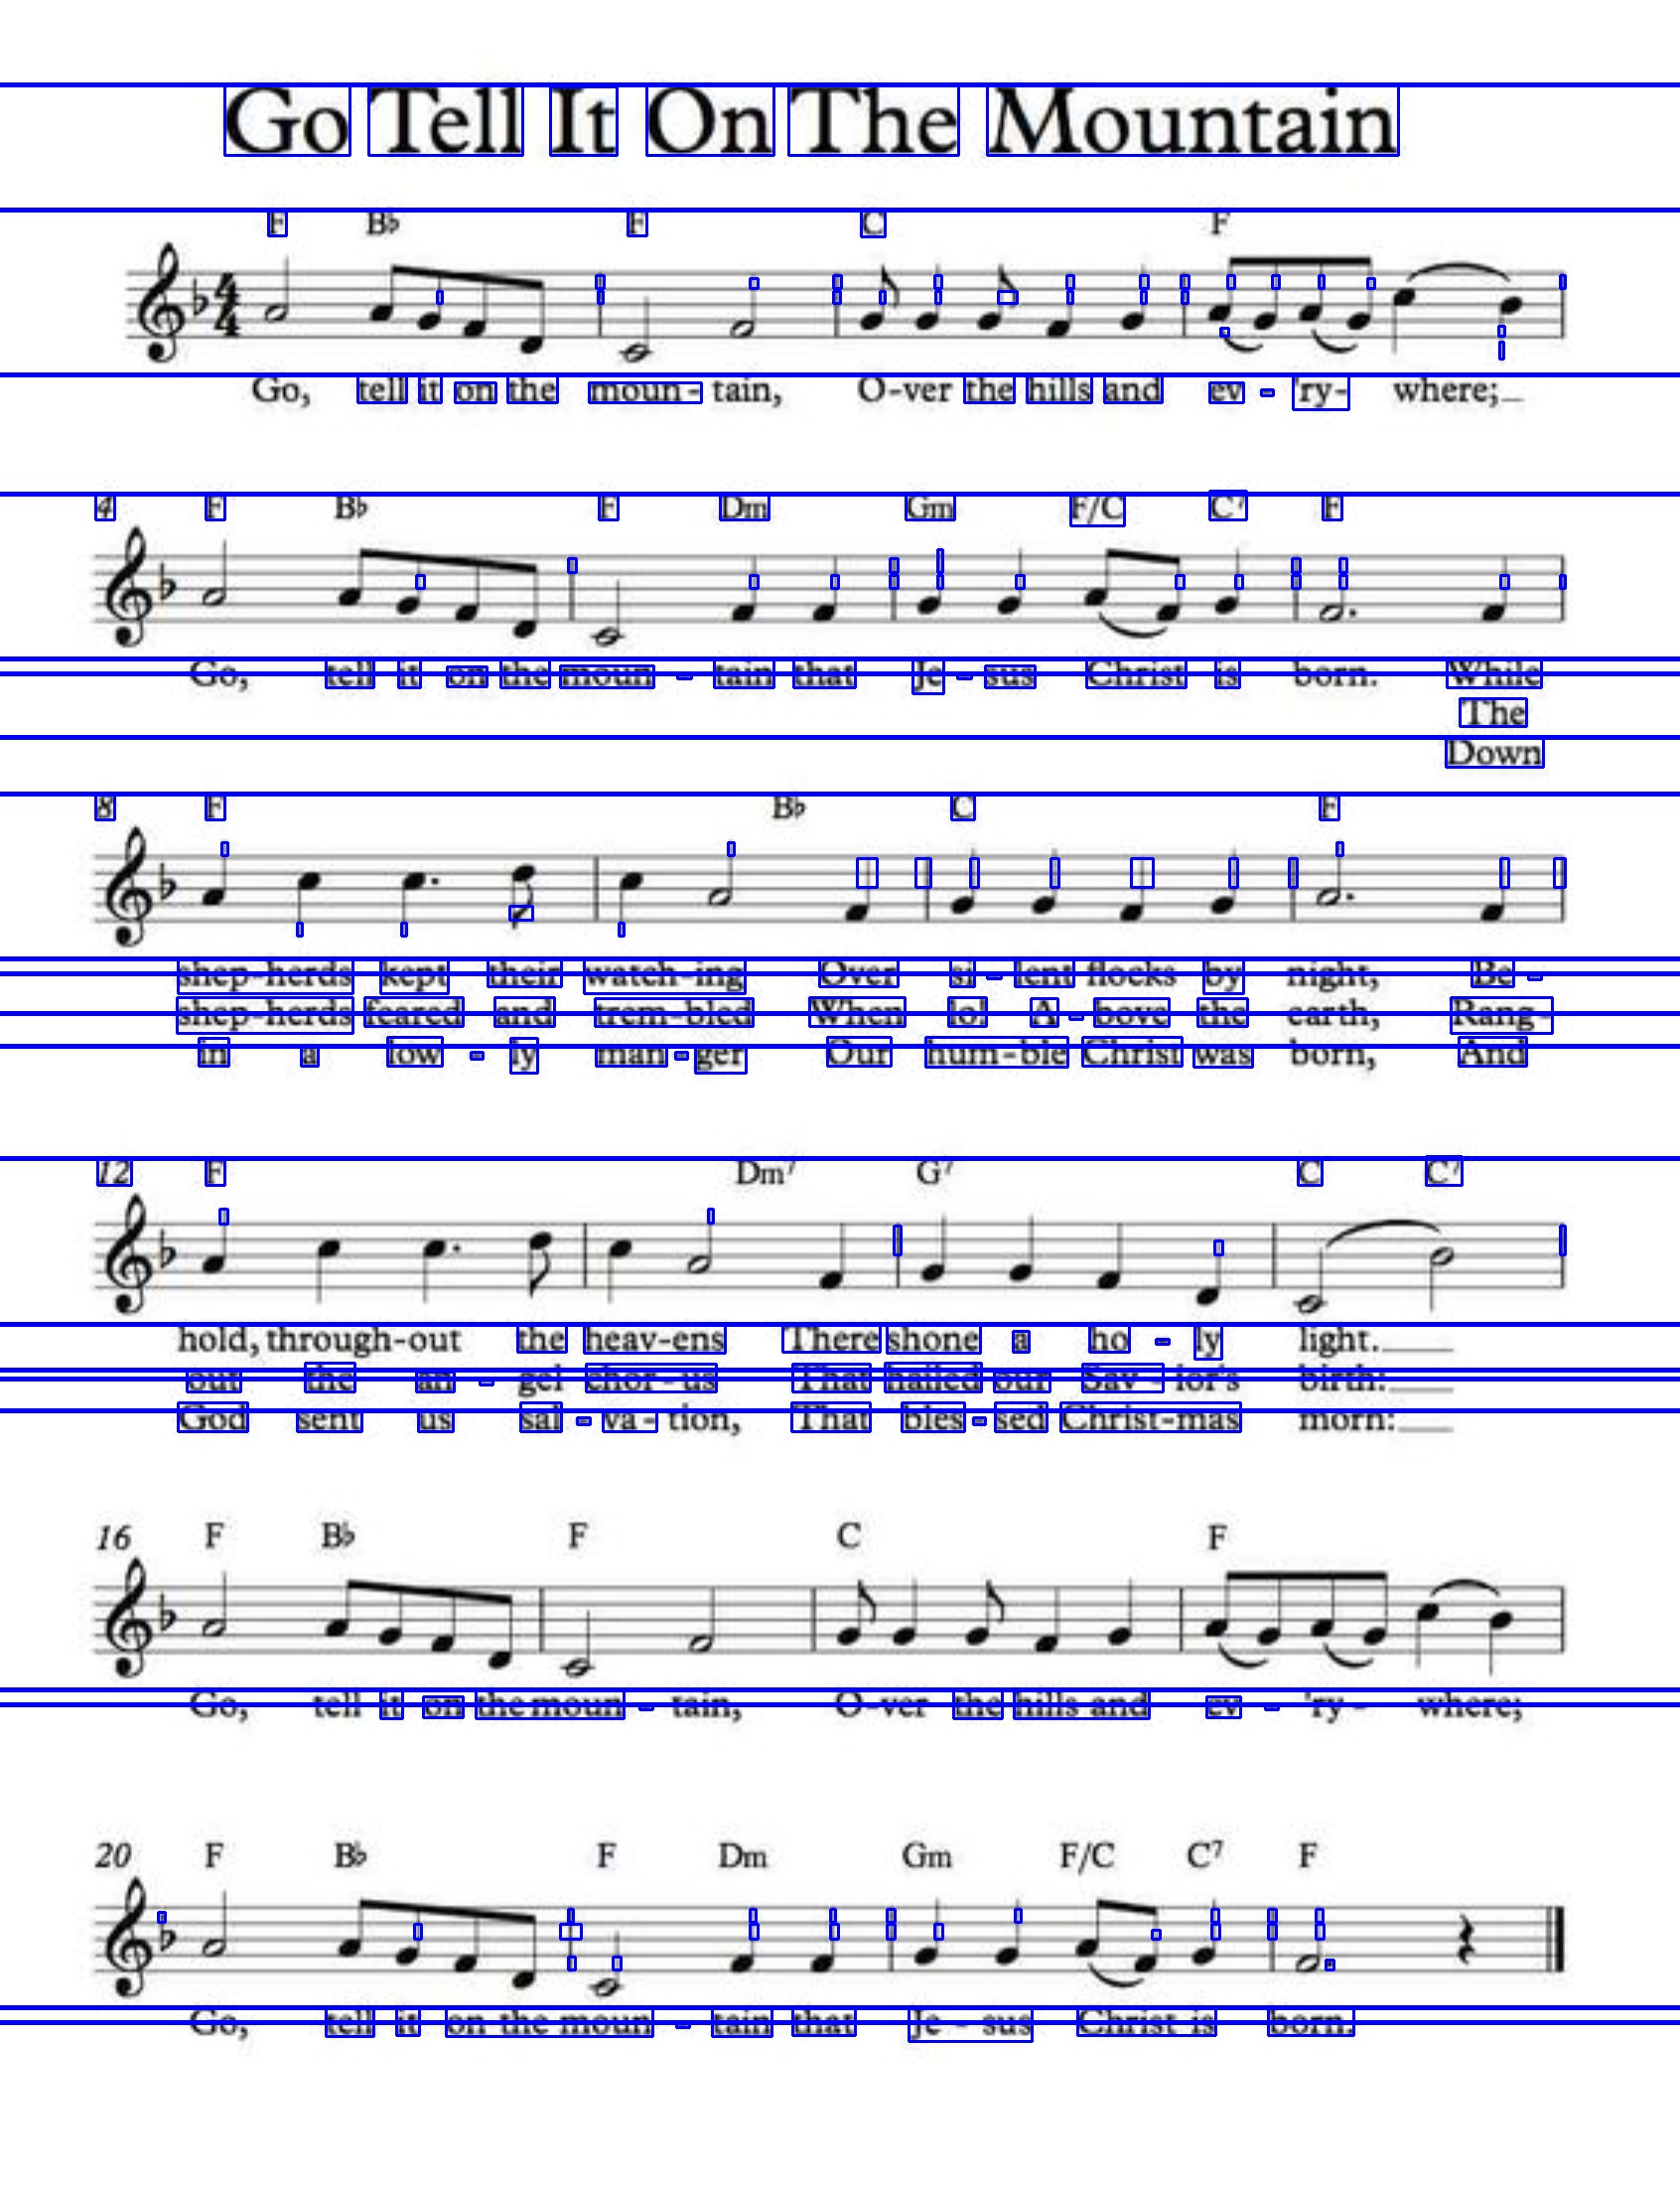 Go Tell It On The Mountain
F B♭ F C F
4 4
Go, tell it on the moun- tain, O-ver the hills and ev - 'ry- where;
4 F B♭ F Dm Gm F/C C7 F
Go, tell it on the moun - tain that Je - sus Christ is born. While
The
Down
8 F B♭ C F
shep-herds kept their watch-ing Over si - lent flocks by night, Be -
shep-herds feared and trem-bled When lo! A - bove the earth, Rang-
in a low - ly man - ger Our hum-ble Christ was born, And
12 F Dm7 G7 C C7
hold, through-out the heav-ens There shone a ho - ly light.
out the an - gel chor - us That hailed our Sav - ior's birth:
God sent us sal - va - tion, That bles - sed Christ-mas morn:
16 F B♭ F C F
Go, tell it on the moun - tain, O-ver the hills and ev - 'ry - where;
20 F B♭ F Dm Gm F/C C7 F
Go, tell it on the moun - tain that Je - sus Christ is born.